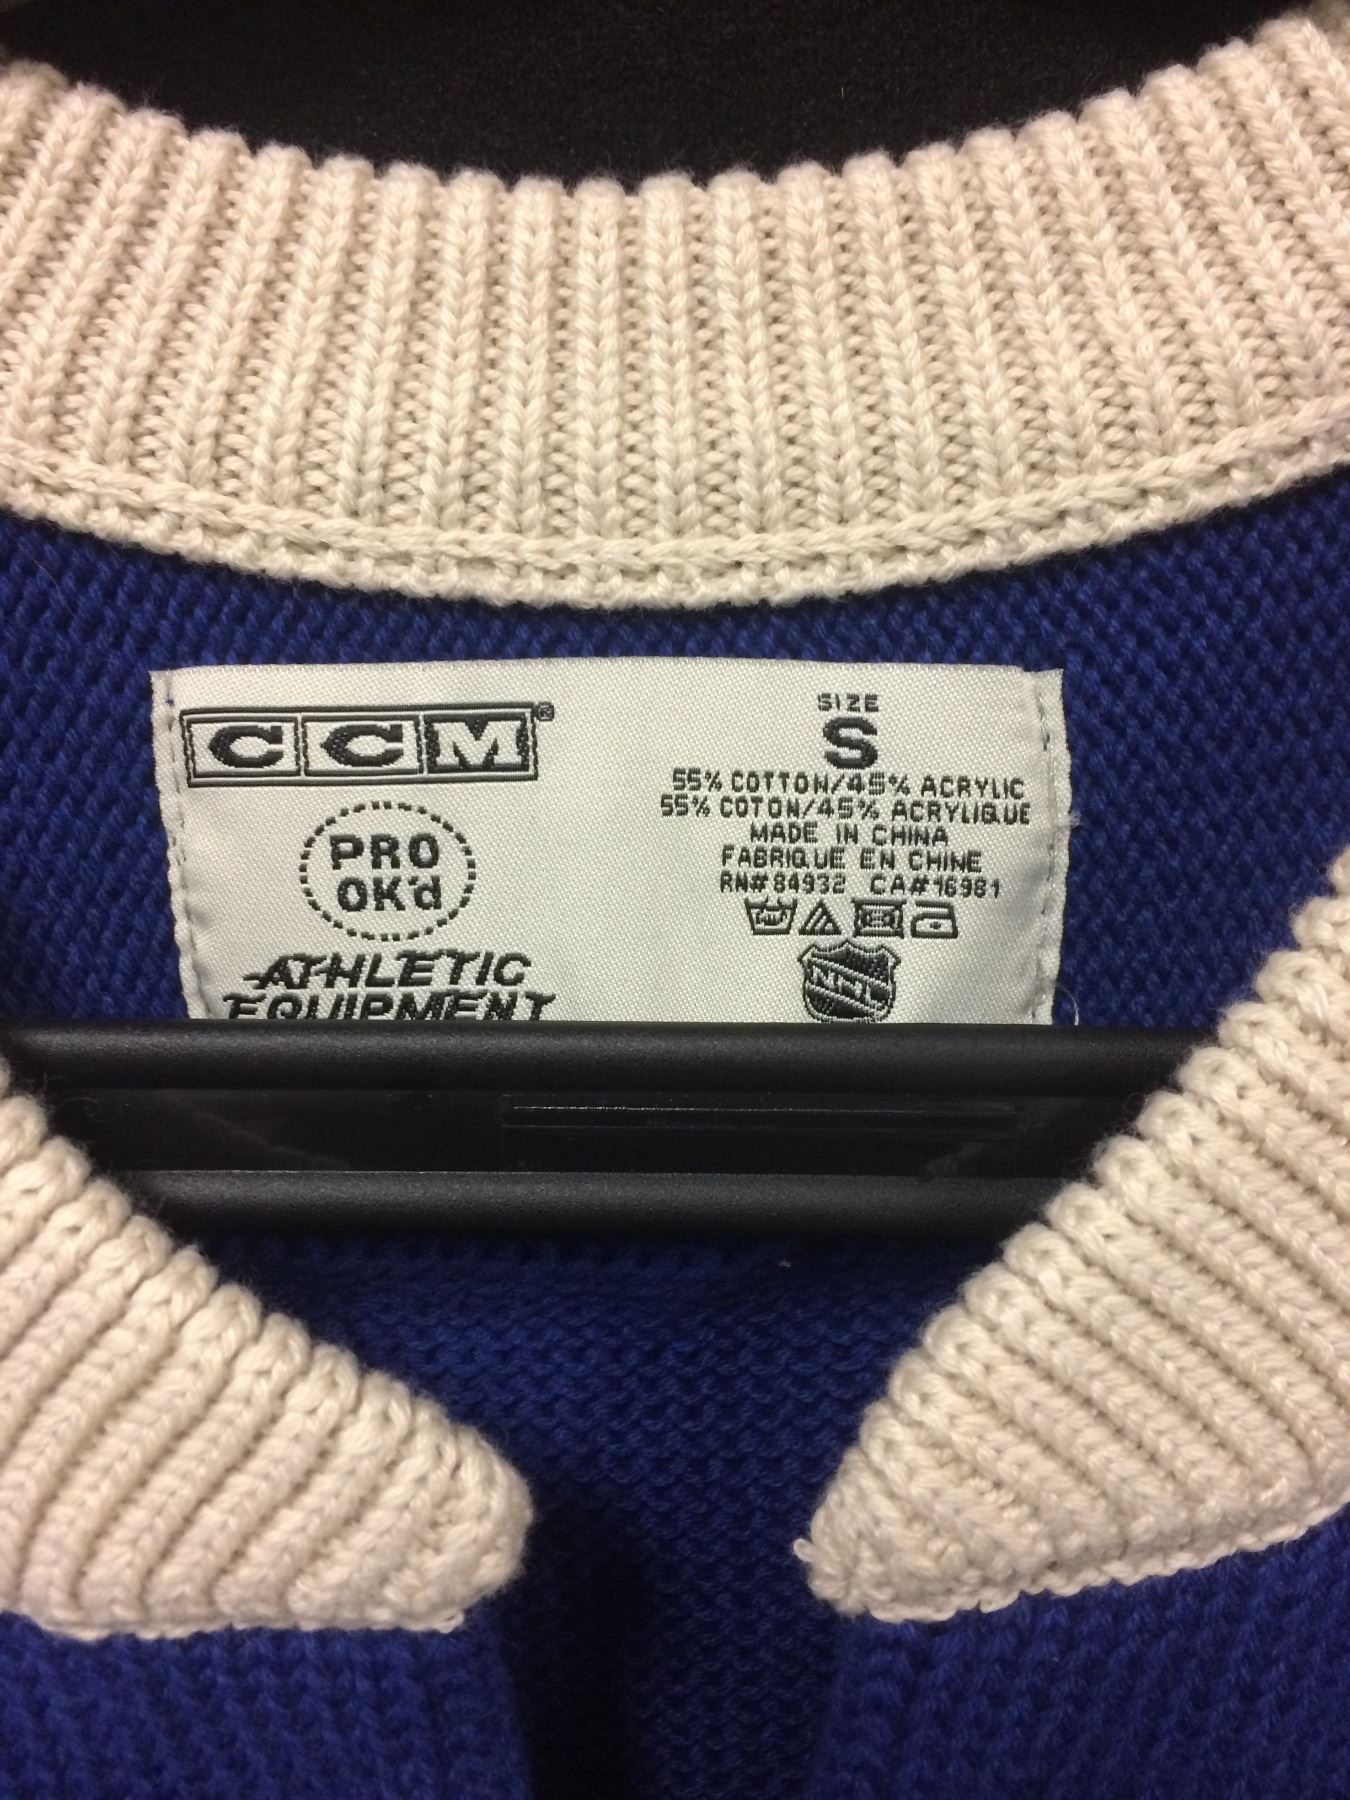 CCM®
PRO
OK'd
ATHLETIC
EQUIPMENT
SIZE
S
55% COTTON/45% ACRYLIC
55% COTON/45% ACRYLIQUE
MADE IN CHINA
FABRIQUE EN CHINE
RN# 84932 CA# 16981
NHL